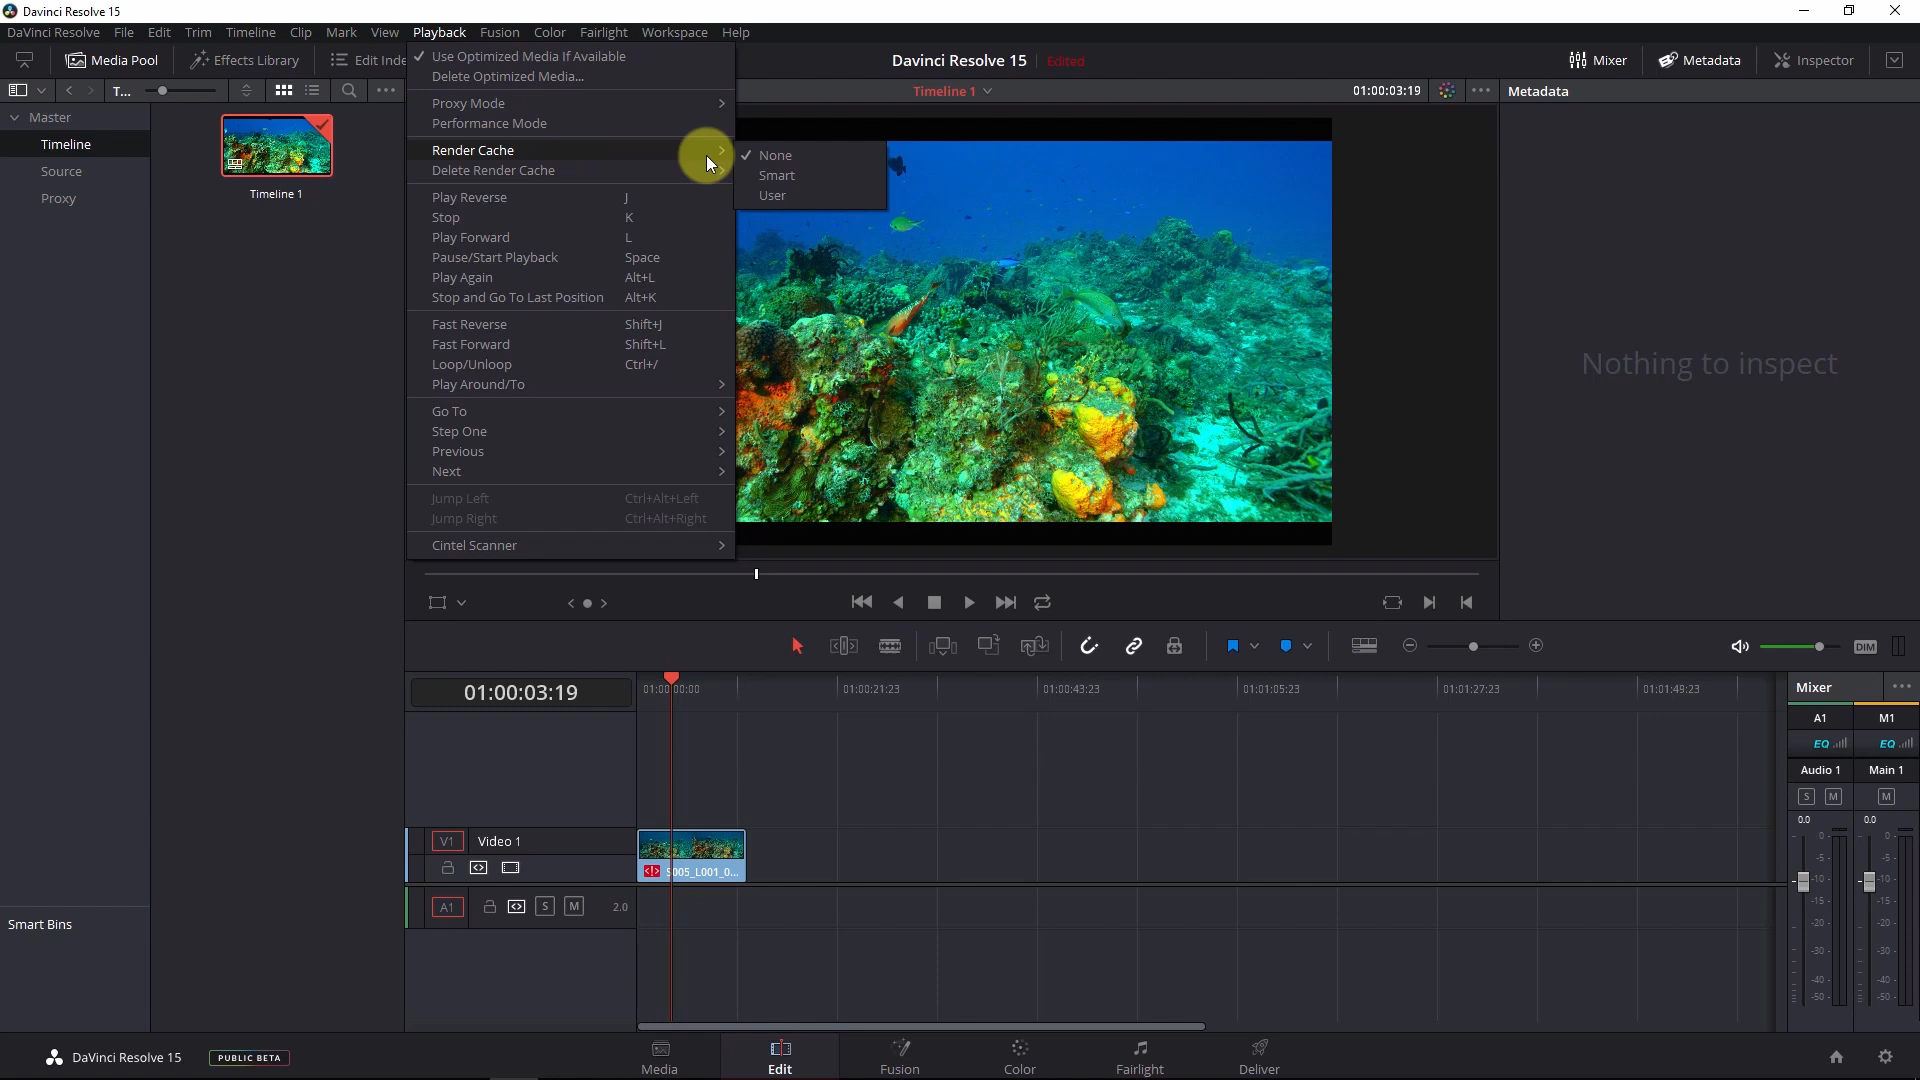 Davinci Resolve 15
DaVinci Resolve File Edit Trim Timeline Clip Mark View Playback Fusion Color Fairlight Workspace Help
Media Pool Effects Library Edit Inde
Davinci Resolve 15 Edited
Mixer Metadata Inspector
T...
Timeline 1
01:00:03:19
Metadata
Master
Timeline
Source
Proxy
Timeline 1
Use Optimized Media If Available
Delete Optimized Media...
Proxy Mode
Performance Mode
Render Cache
Delete Render Cache
Play Reverse J
Stop K
Play Forward L
Pause/Start Playback Space
Play Again Alt+L
Stop and Go To Last Position Alt+K
Fast Reverse Shift+J
Fast Forward Shift+L
Loop/Unloop Ctrl+/
Play Around/To
Go To
Step One
Previous
Next
Jump Left Ctrl+Alt+Left
Jump Right Ctrl+Alt+Right
Cintel Scanner
None
Smart
User
Nothing to inspect
DIM
01:00:03:19
01:00:00:00 01:00:21:23 01:00:43:23 01:01:05:23 01:01:27:23 01:01:49:23
V1 Video 1
S005_L001_0...
A1 S M 2.0
Mixer
A1 M1
EQ EQ
Audio 1 Main 1
S M M
0.0 0.0
0- 0-
-5- -5-
-10- -10-
-15- -15-
-20- -20-
-30- -30-
-40- -40-
-50- -50-
Smart Bins
DaVinci Resolve 15 PUBLIC BETA
Media Edit Fusion Color Fairlight Deliver